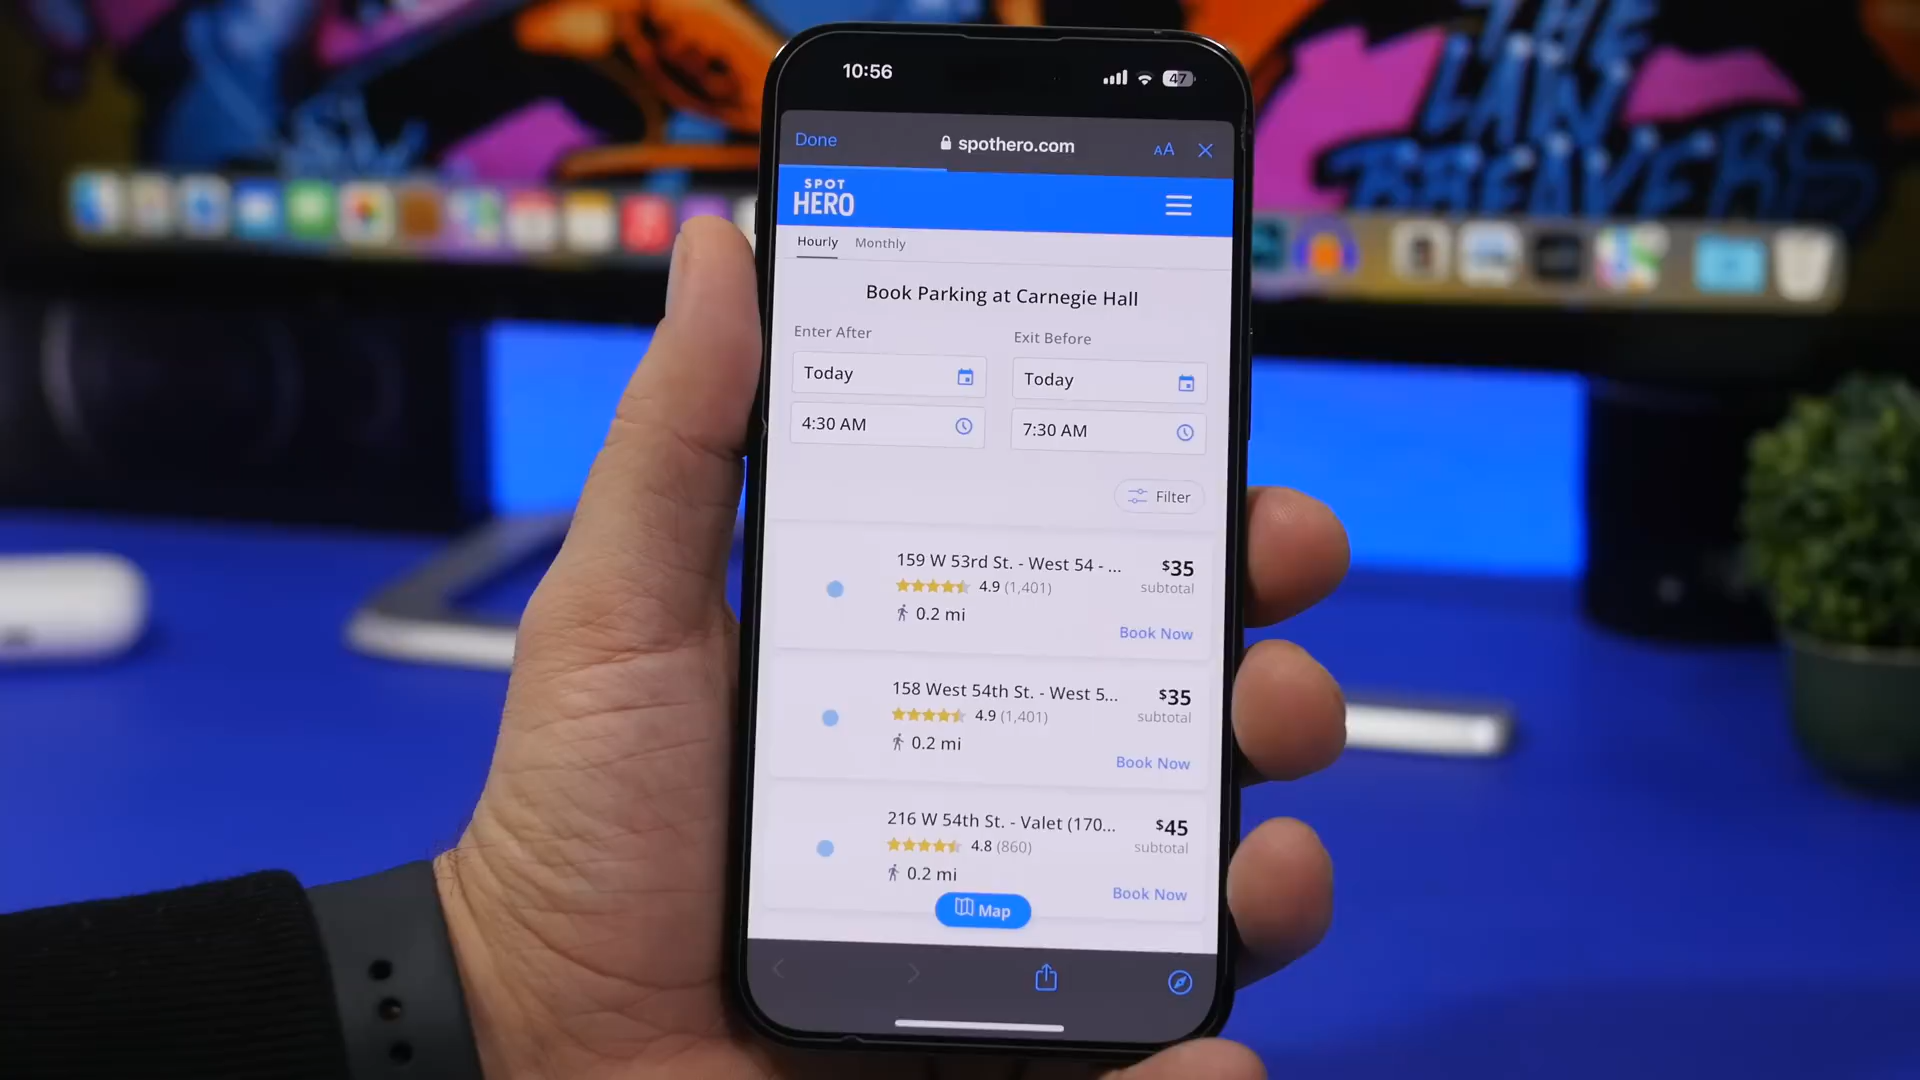 THE
LAW
BREAKERS
10:56
47
Done
spothero.com
AA
SPOT
HERO
Hourly
Monthly
Book Parking at Carnegie Hall
Enter After
Exit Before
Today
Today
4:30 AM
7:30 AM
Filter
159 W 53rd St. - West 54 - ...
$35
4.9 (1,401)
subtotal
0.2 mi
Book Now
158 West 54th St. - West 5...
$35
4.9 (1,401)
subtotal
0.2 mi
Book Now
216 W 54th St. - Valet (170...
$45
4.8 (860)
subtotal
0.2 mi
Book Now
Map